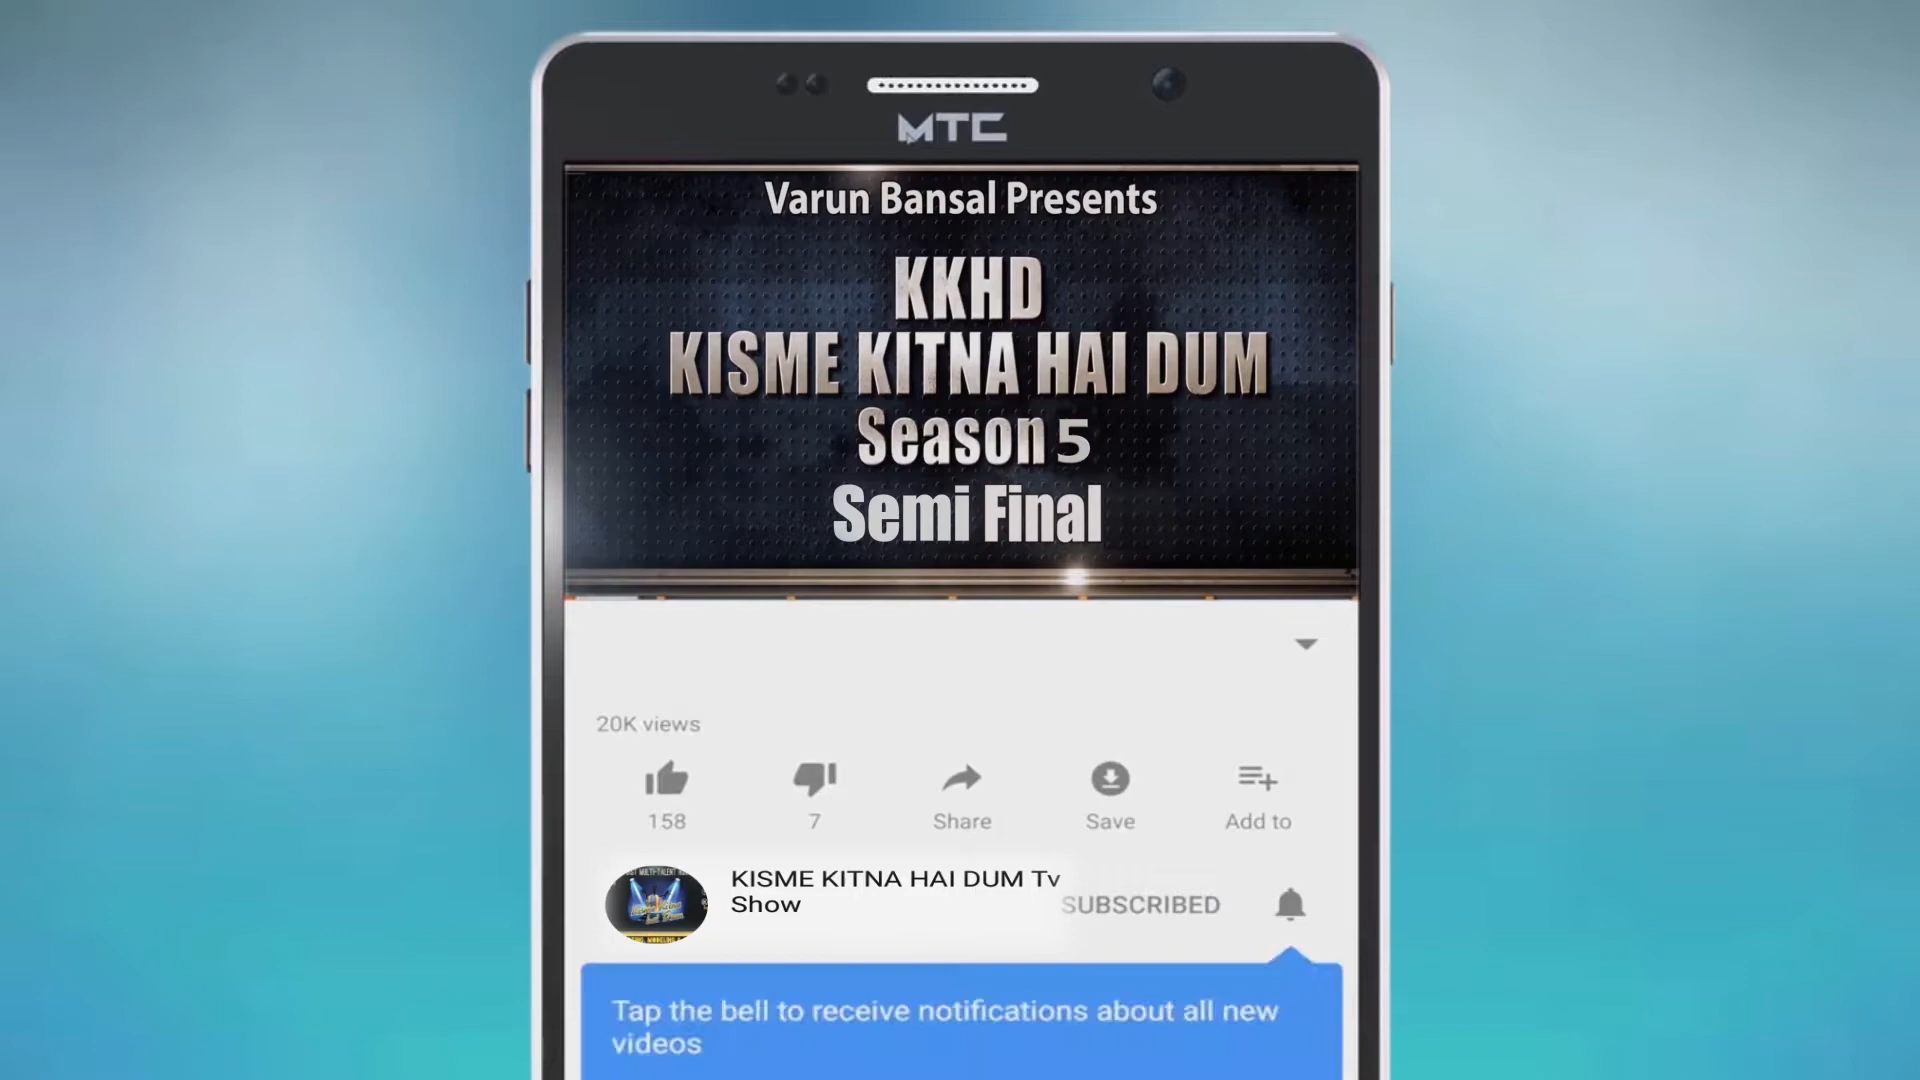 MTC
Varun Bansal Presents
KKHD
KISME KITNA HAI DUM
Season 5
Semi Final
20K views
158
7
Share
Save
Add to
KISME KITNA HAI DUM Tv
Show
SUBSCRIBED
Tap the bell to receive notifications about all new
videos